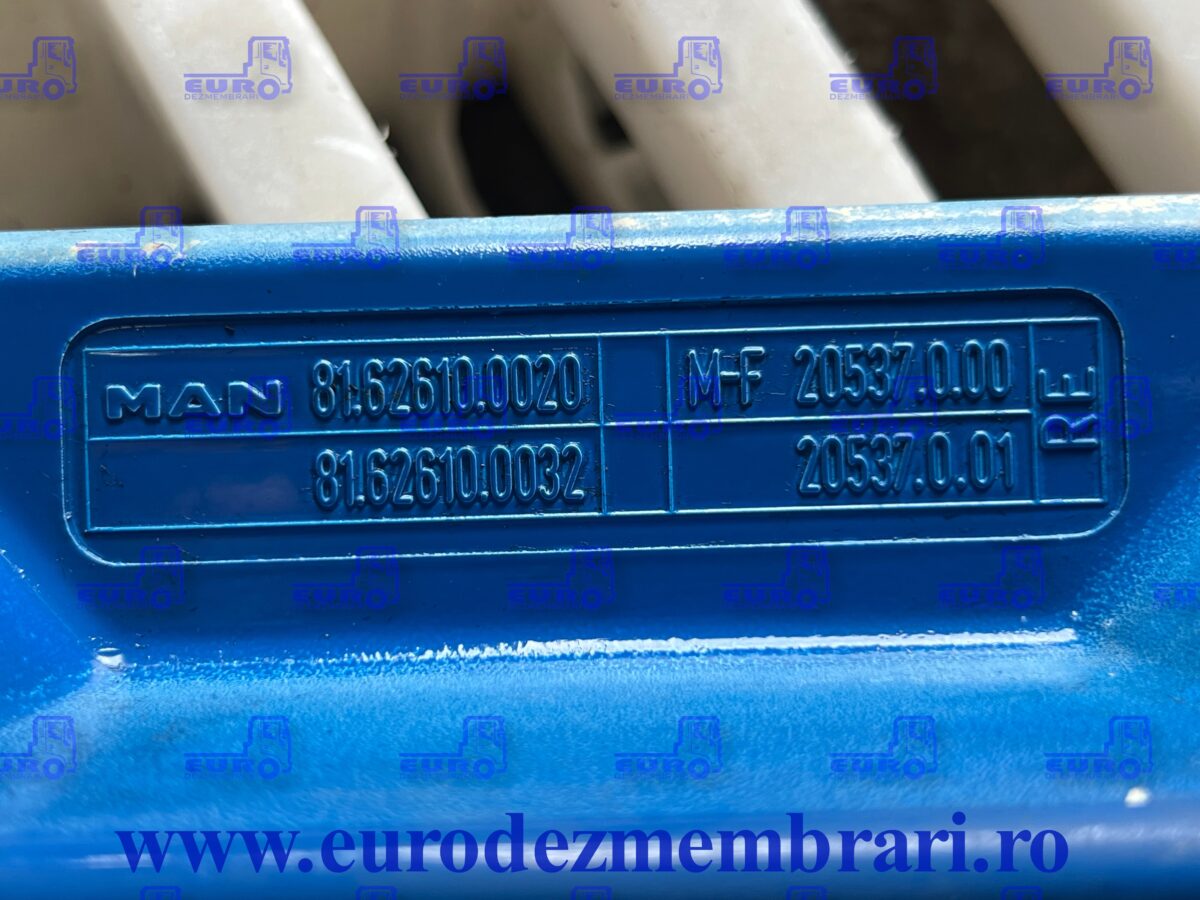 MAN 81.62610.0020 M-F 20537.0.00 RE
81.62610.0032 20537.0.01
EURO
DEZMEMBRARI
www.eurodezmembrari.ro